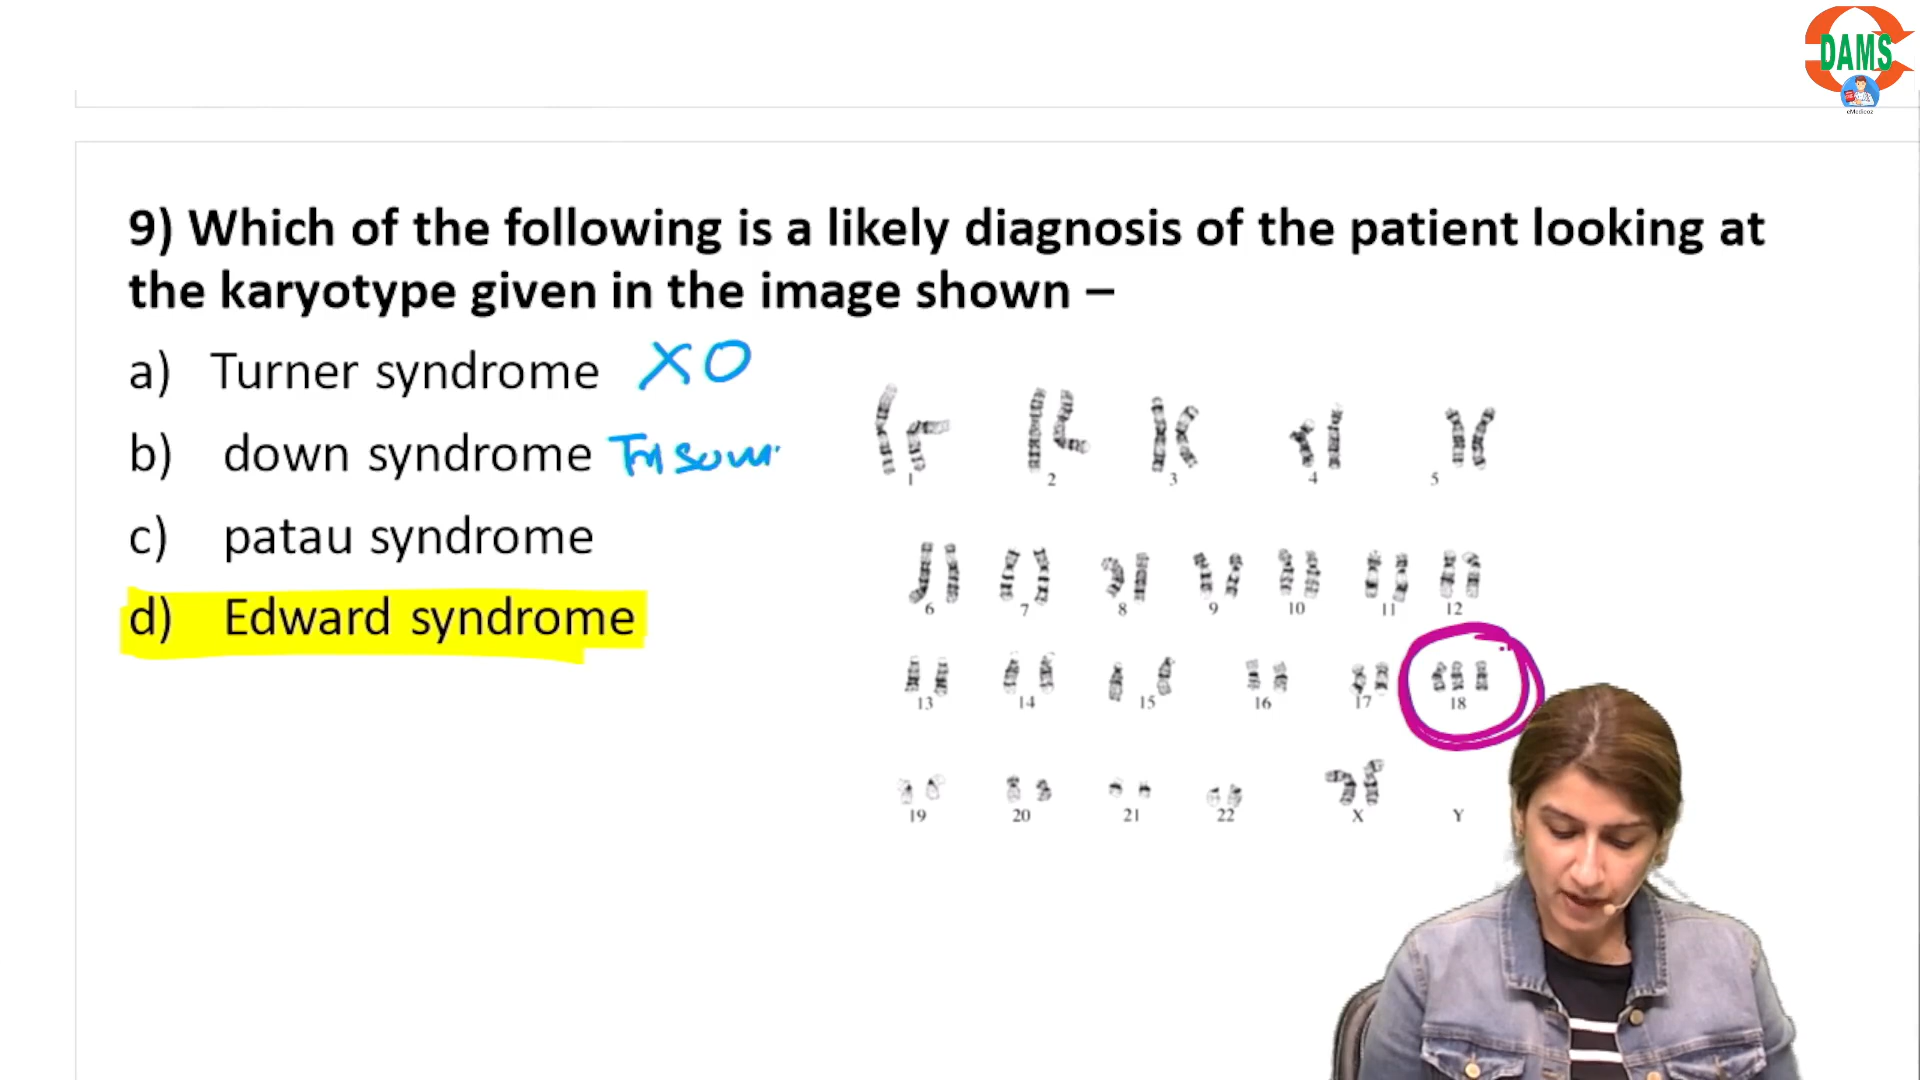 DAMS
eMedicoz
9) Which of the following is a likely diagnosis of the patient looking at
the karyotype given in the image shown –
a) Turner syndrome XO
b) down syndrome
c) patau syndrome
d) Edward syndrome
1 2 3 4 5
6 7 8 9 10 11 12
13 14 15 16 17 18
19 20 21 22 X Y